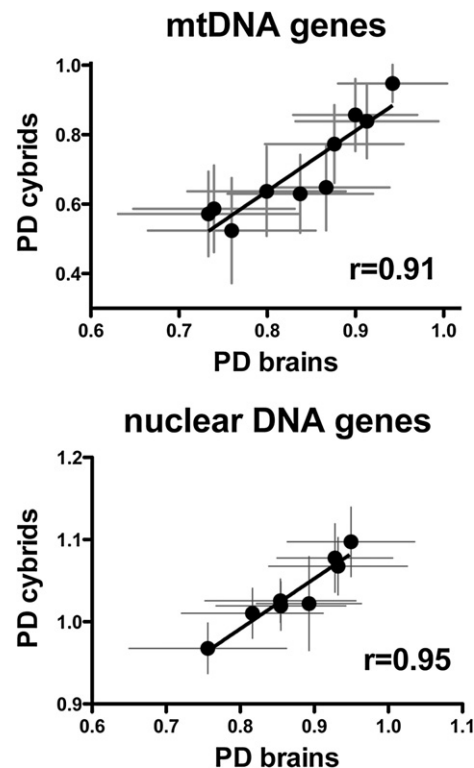 mtDNA genes
1.0
0.8
0.6
0.4
PD cybrids
r=0.91
0.6 0.7 0.8 0.9 1.0
PD brains
nuclear DNA genes
1.2
1.1
1.0
0.9
PD cybrids
r=0.95
0.6 0.7 0.8 0.9 1.0 1.1
PD brains